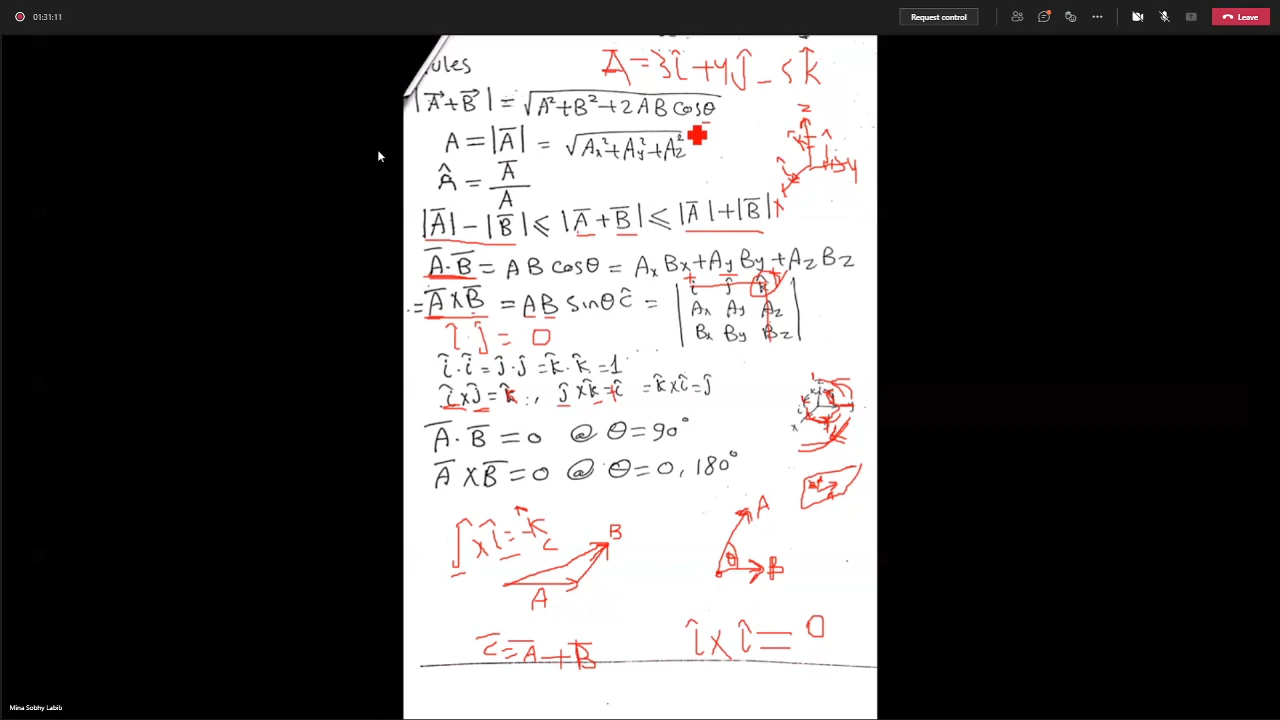 01:31:11
Request control
Leave
ules
A̅ = 3î + 4ĵ - 5k̂
|A⃗+B⃗| = √(A²+B²+2AB cosθ)
A = |A̅| = √(Ax²+Ay²+Az²)
Â = A̅/A
|A̅| - |B̅| ≤ |A̅ + B̅| ≤ |A̅| + |B̅|
z
k̂ ĵ y
î
x
A̅·B̅ = AB cosθ = AxBx + AyBy + AzBz
= A̅×B̅ = AB sinθ ĉ = | î ĵ k̂ |
Ax Ay Az
Bx By Bz
î·ĵ = 0
î·î = ĵ·ĵ = k̂·k̂ = 1
î×ĵ = k̂, ĵ×k̂ = î = k̂×î = ĵ
A̅·B̅ = 0 @ θ = 90°
A̅×B̅ = 0 @ θ = 0, 180°
ĵ×î = -k̂
C B
A
A
θ B
C̅ = A̅ + B̅
î×î = 0
Mina Sobhy Labib